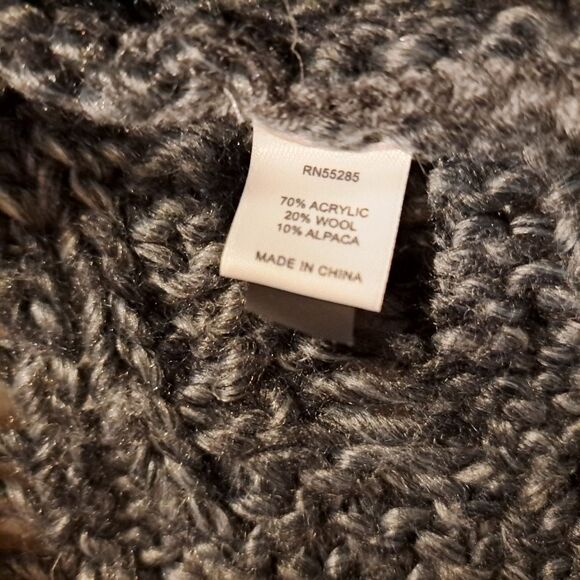 RN55285
70% ACRYLIC
20% WOOL
10% ALPACA
MADE IN CHINA